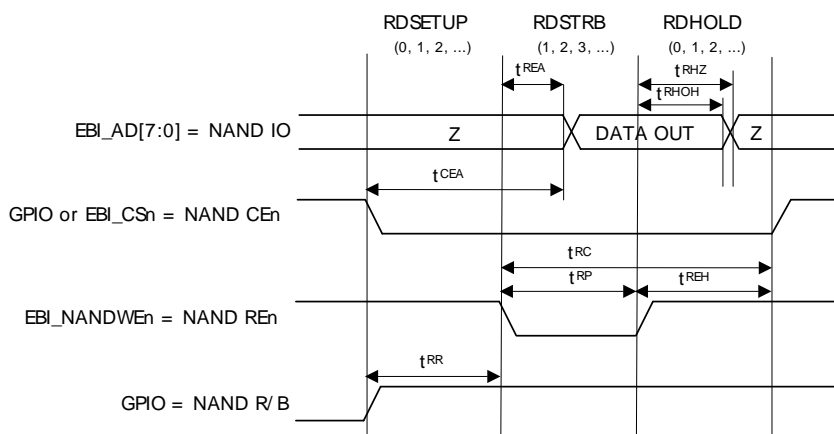 RDSETUP RDSTRB RDHOLD
(0, 1, 2, ...) (1, 2, 3, ...) (0, 1, 2, ...)
tREA tRHZ
tRHOH
EBI_AD[7:0] = NAND IO Z DATA OUT Z
tCEA
GPIO or EBI_CSn = NAND CEn
tRC
tRP tREH
EBI_NANDWEn = NAND REn
tRR
GPIO = NAND R/B